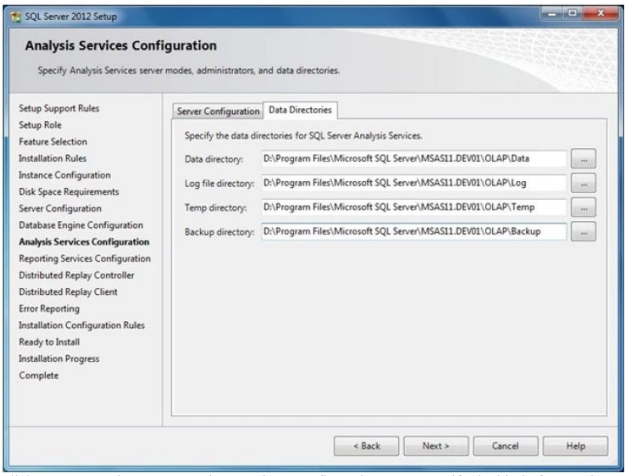 SQL Server 2012 Setup
Analysis Services Configuration
Specify Analysis Services server modes, administrators, and data directories.
Setup Support Rules
Setup Role
Feature Selection
Installation Rules
Instance Configuration
Disk Space Requirements
Server Configuration
Database Engine Configuration
Analysis Services Configuration
Reporting Services Configuration
Distributed Replay Controller
Distributed Replay Client
Error Reporting
Installation Configuration Rules
Ready to Install
Installation Progress
Complete
Server Configuration Data Directories
Specify the data directories for SQL Server Analysis Services.
Data directory: D:\Program Files\Microsoft SQL Server\MSAS11.DEV01\OLAP\Data ...
Log file directory: D:\Program Files\Microsoft SQL Server\MSAS11.DEV01\OLAP\Log ...
Temp directory: D:\Program Files\Microsoft SQL Server\MSAS11.DEV01\OLAP\Temp ...
Backup directory: D:\Program Files\Microsoft SQL Server\MSAS11.DEV01\OLAP\Backup ...
< Back Next > Cancel Help